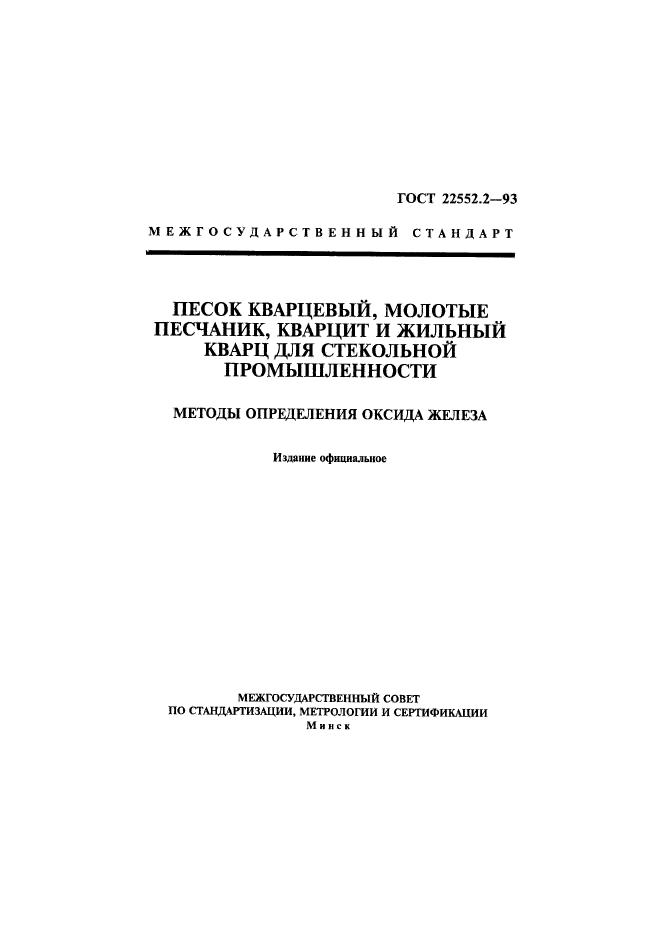 ГОСТ 22552.2—93
МЕЖГОСУДАРСТВЕННЫЙ СТАНДАРТ
ПЕСОК КВАРЦЕВЫЙ, МОЛОТЫЕ
ПЕСЧАНИК, КВАРЦИТ И ЖИЛЬНЫЙ
КВАРЦ ДЛЯ СТЕКОЛЬНОЙ
ПРОМЫШЛЕННОСТИ
МЕТОДЫ ОПРЕДЕЛЕНИЯ ОКСИДА ЖЕЛЕЗА
Издание официальное
МЕЖГОСУДАРСТВЕННЫЙ СОВЕТ
ПО СТАНДАРТИЗАЦИИ, МЕТРОЛОГИИ И СЕРТИФИКАЦИИ
Минск